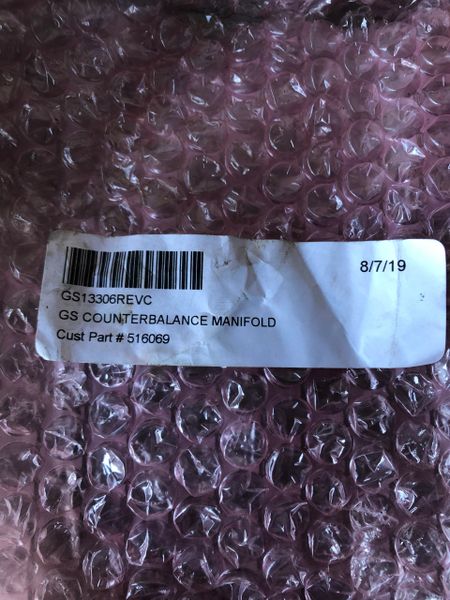 8/7/19
GS13306REVC
GS COUNTERBALANCE MANIFOLD
Cust Part # 516069